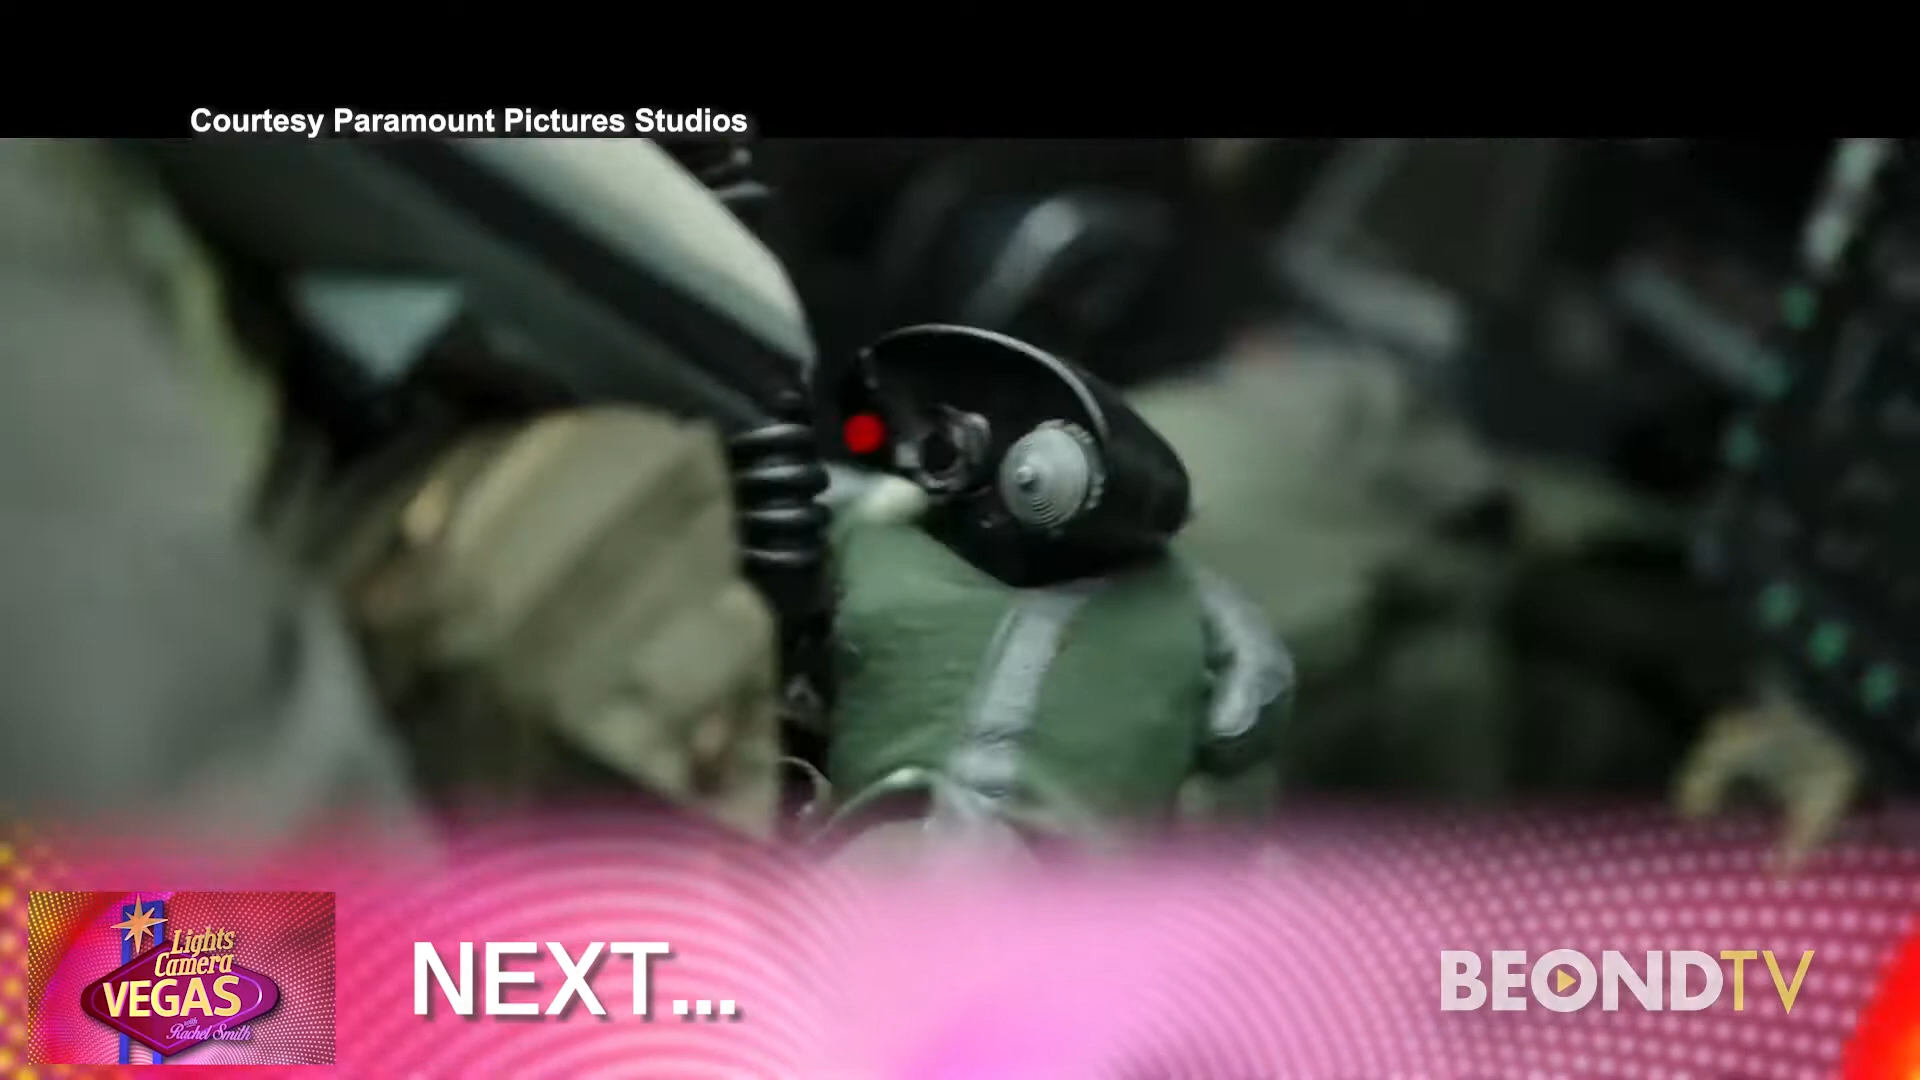 Courtesy Paramount Pictures Studios
Lights
Camera
VEGAS
with
Rachel Smith
NEXT...
BEONDTV